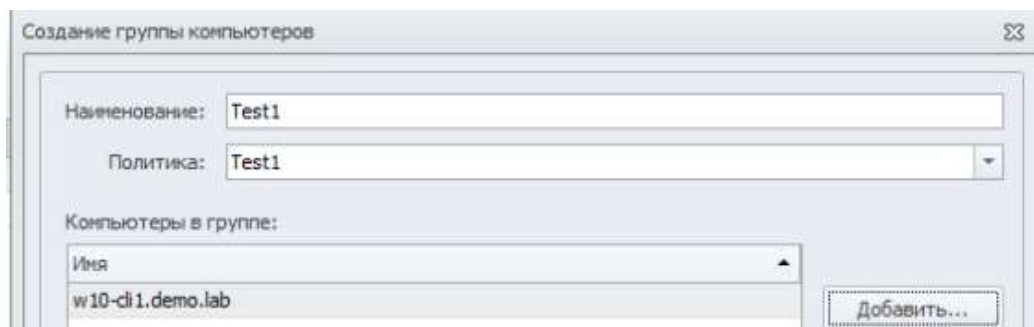 Создание группы компьютеров
Наименование: Test1
Политика: Test1
Компьютеры в группе:
Имя
w10-cli1.demo.lab
Добавить...